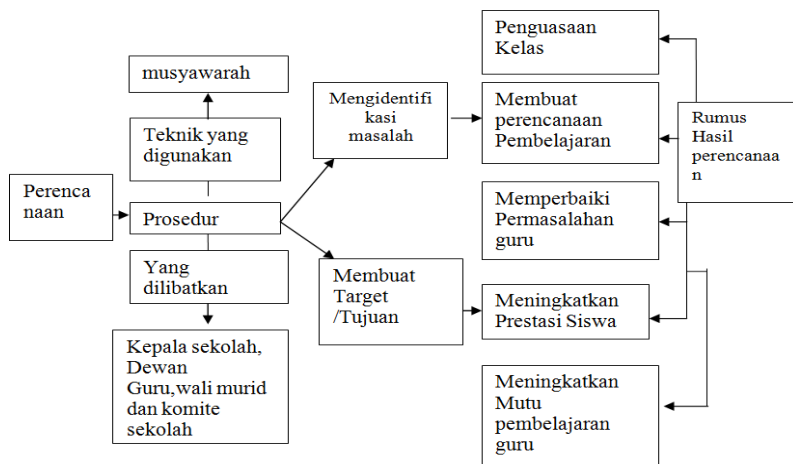 Perenca
naan
musyawarah
Teknik yang
digunakan
Prosedur
Yang
dilibatkan
Kepala sekolah,
Dewan
Guru,wali murid
dan komite
sekolah
Mengidentifi
kasi
masalah
Membuat
Target
/Tujuan
Penguasaan
Kelas
Membuat
perencanaan
Pembelajaran
Memperbaiki
Permasalahan
guru
Meningkatkan
Prestasi Siswa
Meningkatkan
Mutu
pembelajaran
guru
Rumus
Hasil
perencanaa
n